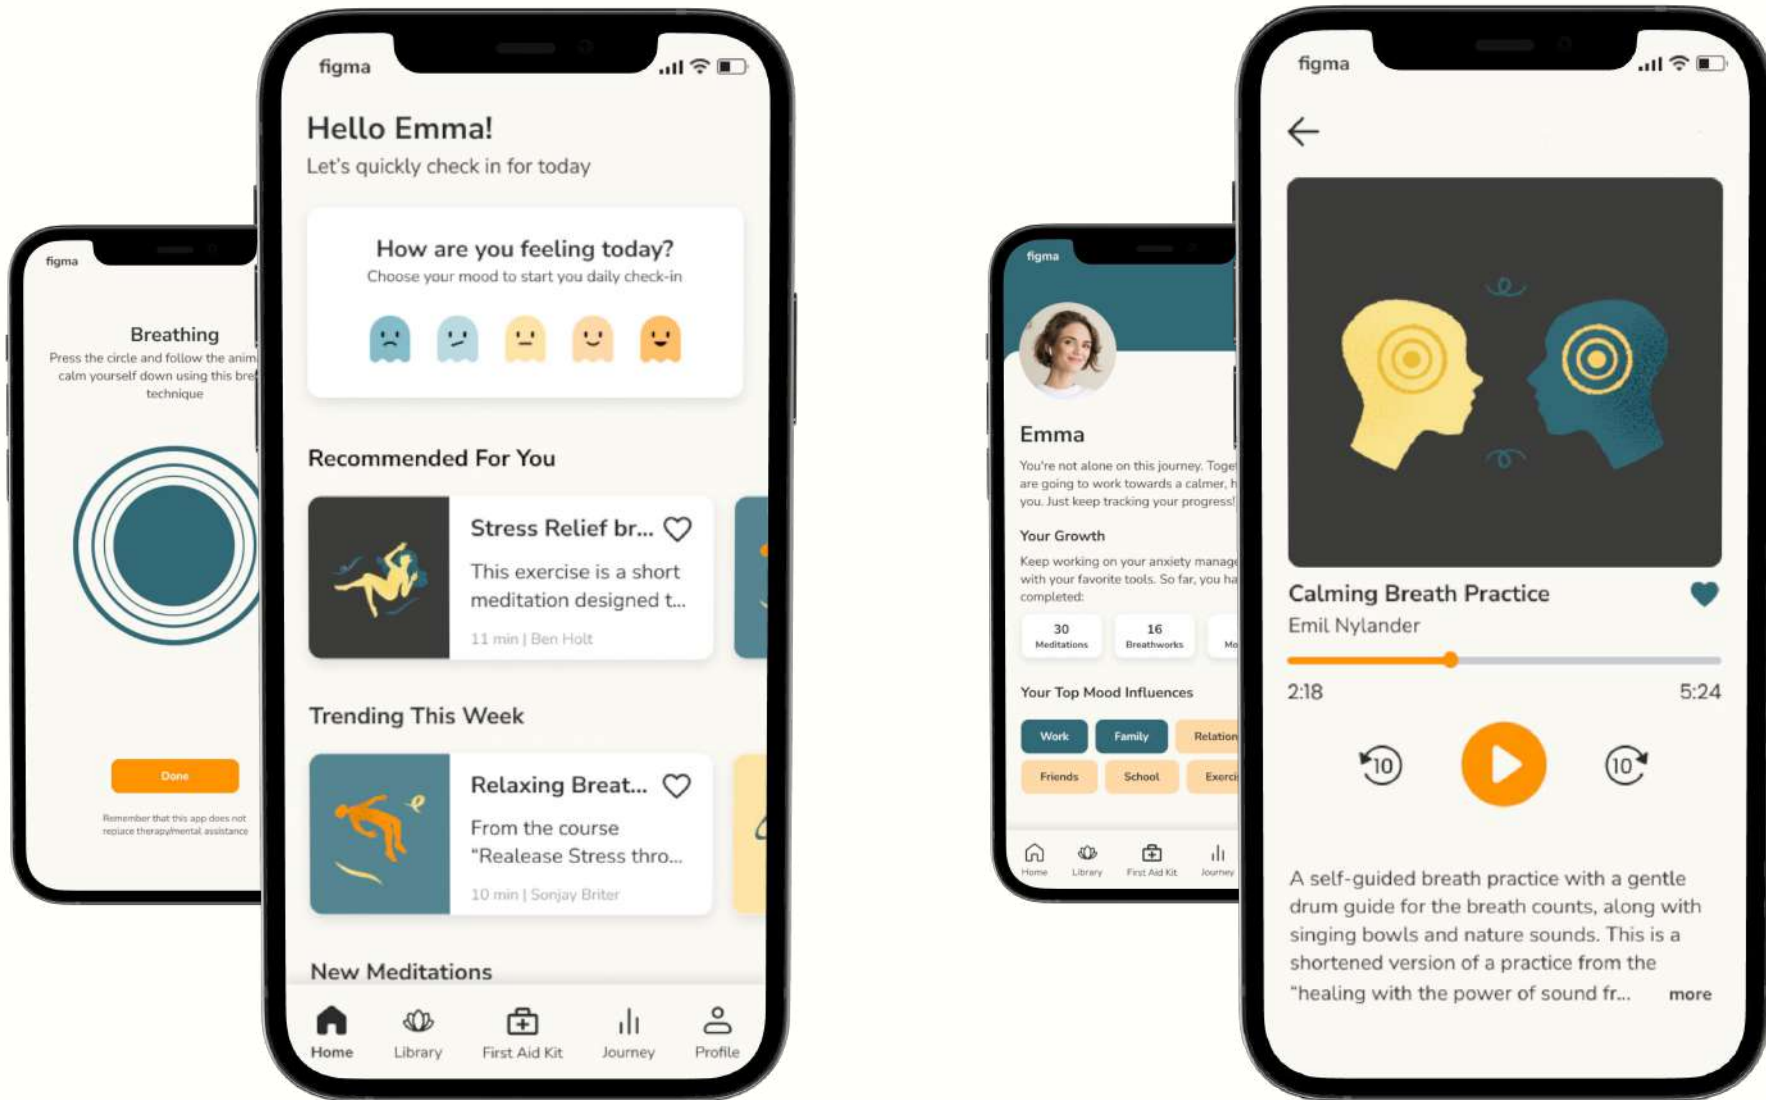 figma
Breathing
Press the circle and follow the anim
calm yourself down using this bre
technique
Done
Remember that this app does not
replace therapy/mental assistance
figma
Hello Emma!
Let's quickly check in for today
How are you feeling today?
Choose your mood to start you daily check-in
Recommended For You
Stress Relief br...
This exercise is a short
meditation designed t...
11 min | Ben Holt
Trending This Week
Relaxing Breat...
From the course
“Realease Stress thro...
10 min | Sonjay Briter
New Meditations
Home Library First Aid Kit Journey Profile
figma
Emma
You're not alone on this journey. Toge
are going to work towards a calmer, h
you. Just keep tracking your progress!
Your Growth
Keep working on your anxiety manage
with your favorite tools. So far, you ha
completed:
30 16
Meditations Breathworks Mo
Your Top Mood Influences
Work Family Relation
Friends School Exerci
Home Library First Aid Kit Journey
figma
Calming Breath Practice
Emil Nylander
2:18 5:24
10 10
A self-guided breath practice with a gentle
drum guide for the breath counts, along with
singing bowls and nature sounds. This is a
shortened version of a practice from the
“healing with the power of sound fr... more